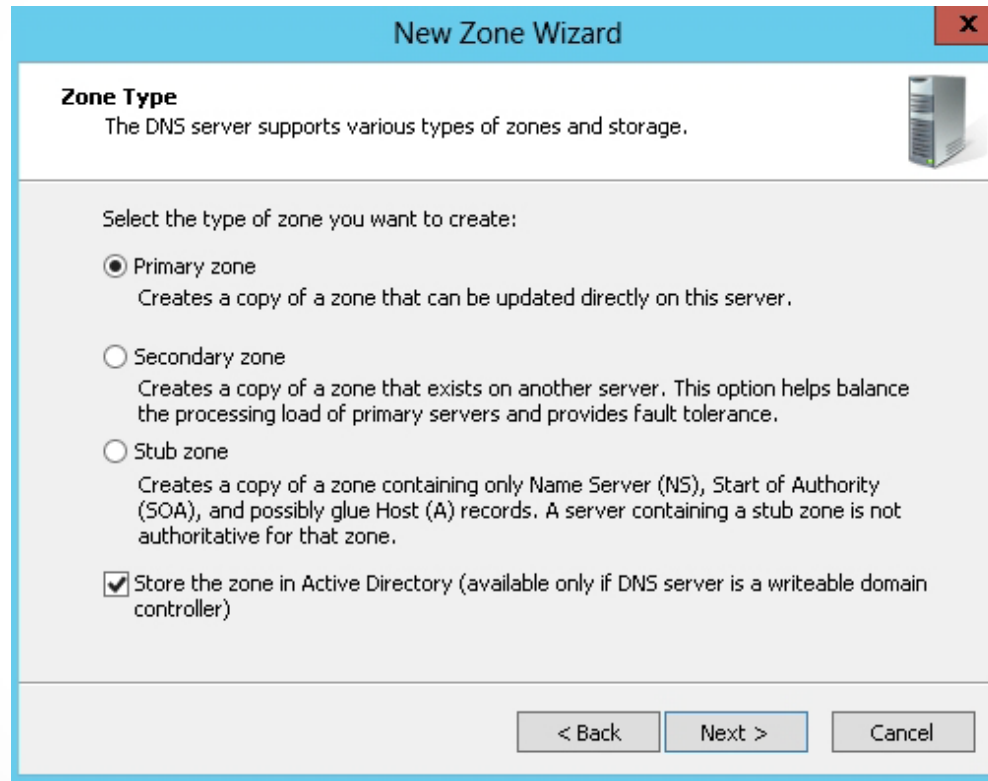 New Zone Wizard
x
Zone Type
The DNS server supports various types of zones and storage.
Select the type of zone you want to create:
Primary zone
Creates a copy of a zone that can be updated directly on this server.
Secondary zone
Creates a copy of a zone that exists on another server. This option helps balance
the processing load of primary servers and provides fault tolerance.
Stub zone
Creates a copy of a zone containing only Name Server (NS), Start of Authority
(SOA), and possibly glue Host (A) records. A server containing a stub zone is not
authoritative for that zone.
Store the zone in Active Directory (available only if DNS server is a writeable domain
controller)
< Back Next > Cancel